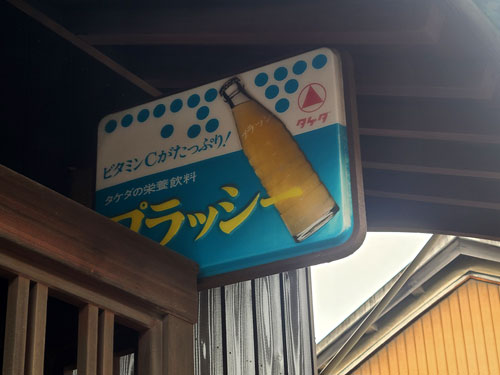 タケダ
ビタミンCがたっぷり!
タケダの栄養飲料
プラッシー